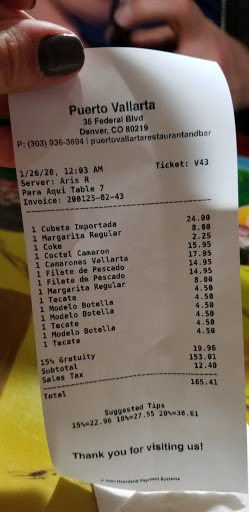 Puerto Vallarta
35 Federal Blvd
Denver, CO 80219
P: (303) 936-3694 | puertovallartarestaurantandbar
1/26/20, 12:03 AM Ticket: V43
Server: Aris R
Para Aqui Table 7
Invoice: 200125-02-43
1 Cubeta Importada 24.00
1 Margarita Regular 8.00
1 Coke 2.25
1 Coctel Camaron 15.95
1 Camarones Vallarta 17.95
1 Filete de Pescado 14.95
1 Filete de Pescado 14.95
1 Margarita Regular 8.00
1 Tecate 4.50
1 Modelo Botella 4.50
1 Modelo Botella 4.50
1 Tecate 4.50
1 Modelo Botella 4.50
1 Tecate 4.50
15% Gratuity 19.96
Subtotal 153.01
Sales Tax 12.40
Total 165.41
Suggested Tips
15%=22.96 18%=27.55 20%=30.61
Thank you for visiting us!
Heartland Payment Systems